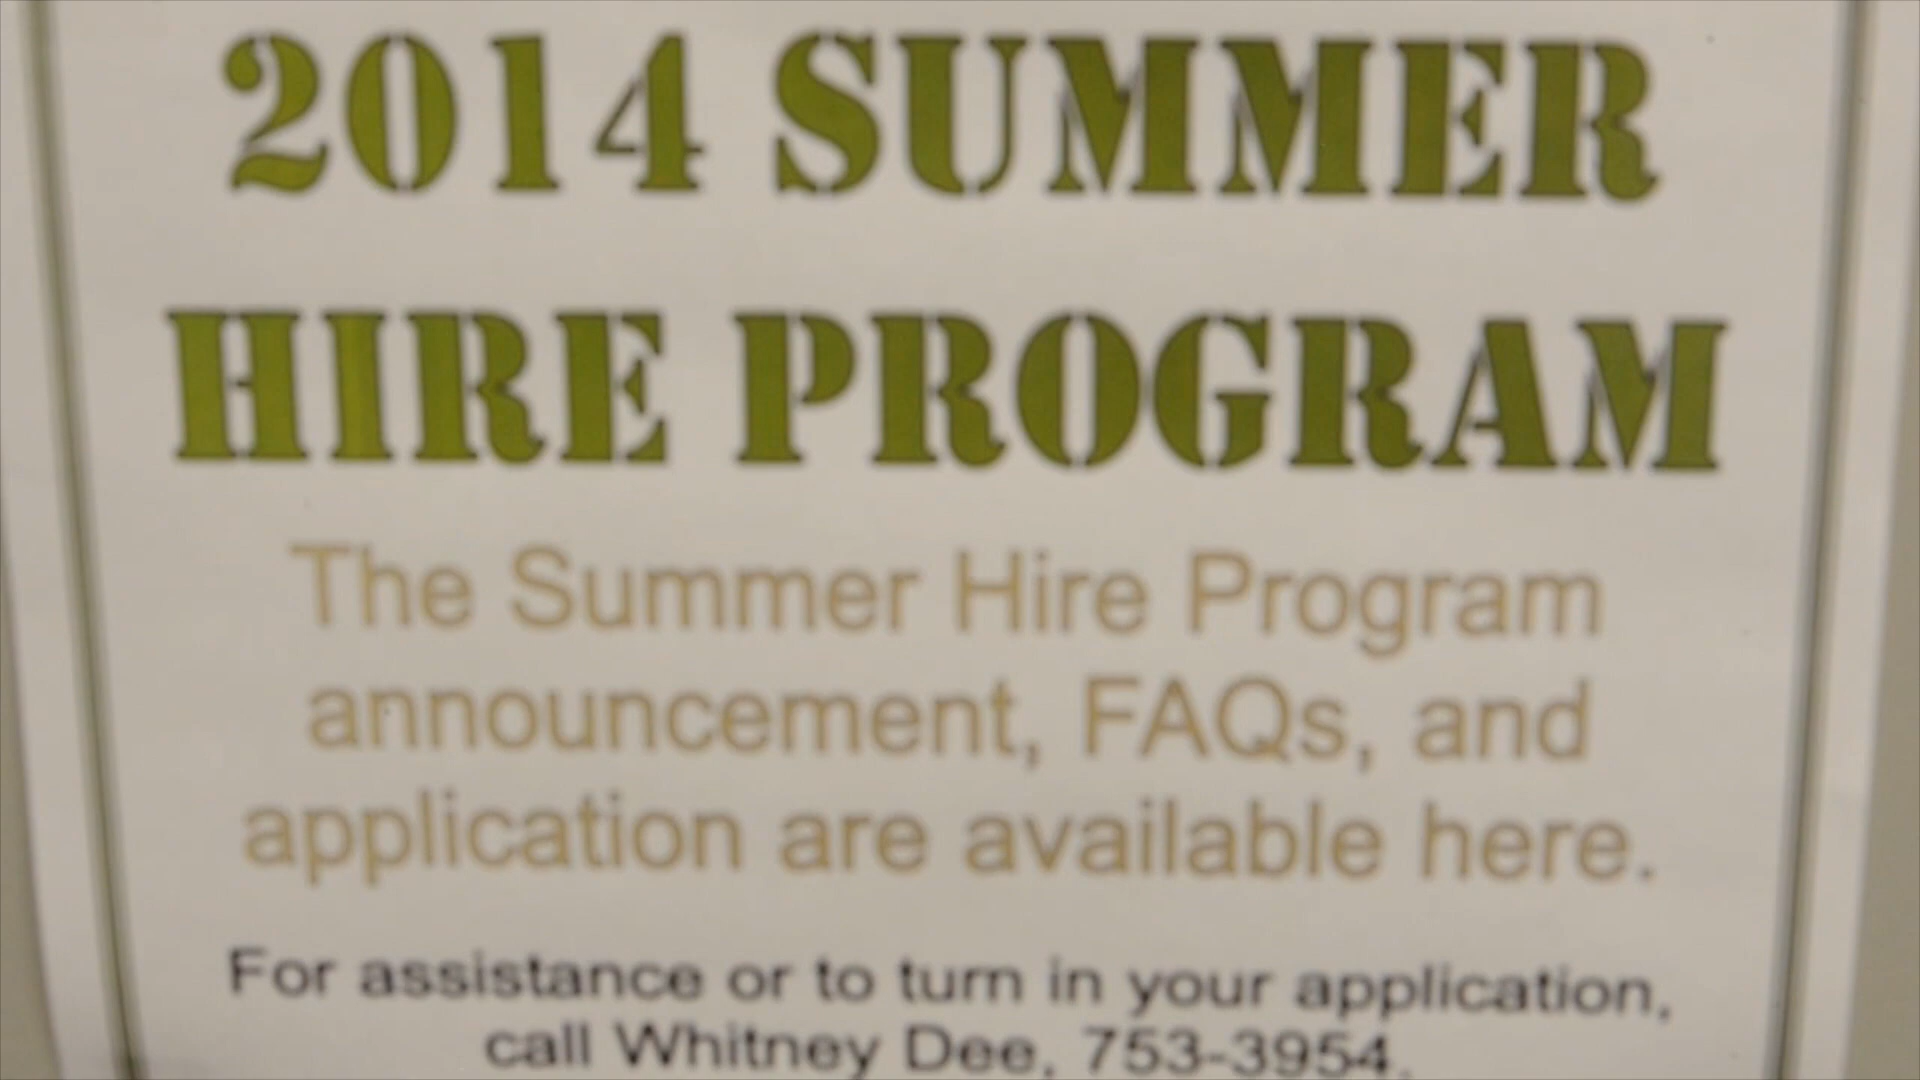 2014 SUMMER
HIRE PROGRAM
The Summer Hire Program
announcement, FAQs, and
application are available here.
For assistance or to turn in your application,
call Whitney Dee, 753-3954.